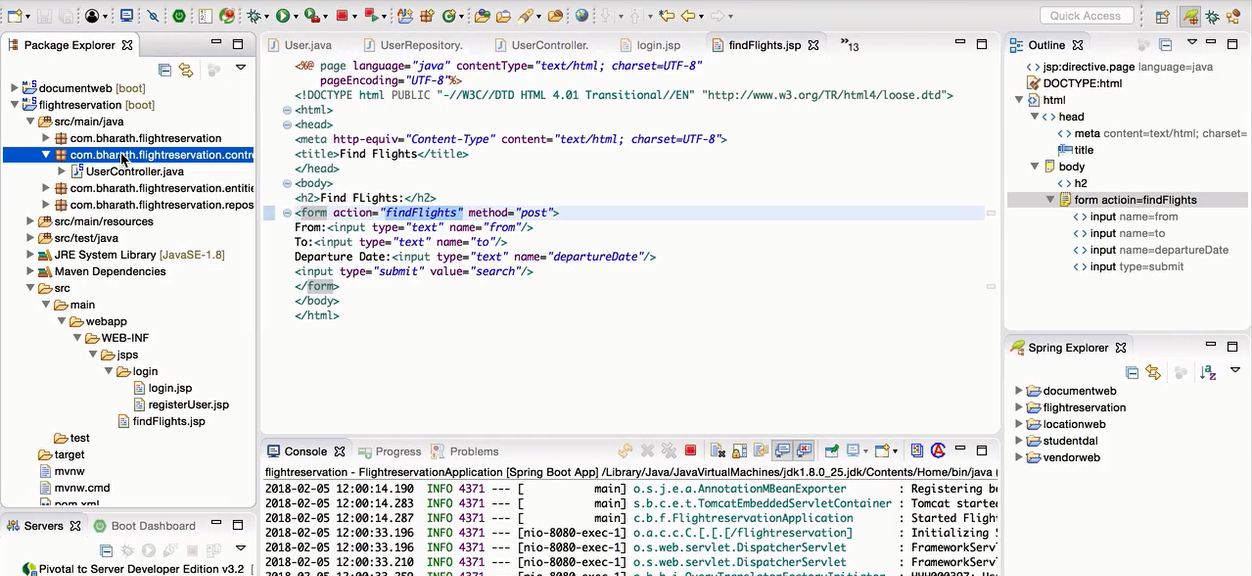 Quick Access
Package Explorer
documentweb [boot]
flightreservation [boot]
src/main/java
com.bharath.flightreservation
com.bharath.flightreservation.contr
UserController.java
com.bharath.flightreservation.entitie
com.bharath.flightreservation.repos
src/main/resources
src/test/java
JRE System Library [JavaSE-1.8]
Maven Dependencies
src
main
webapp
WEB-INF
jsps
login
login.jsp
registerUser.jsp
findFlights.jsp
test
target
mvnw
mvnw.cmd
pom.xml
Servers
Boot Dashboard
Pivotal tc Server Developer Edition v3.2
User.java
UserRepository.
UserController.
login.jsp
findFlights.jsp
»13
<%@ page language="java" contentType="text/html; charset=UTF-8"
pageEncoding="UTF-8"%>
<!DOCTYPE html PUBLIC "-//W3C//DTD HTML 4.01 Transitional//EN" "http://www.w3.org/TR/html4/loose.dtd">
<html>
<head>
<meta http-equiv="Content-Type" content="text/html; charset=UTF-8">
<title>Find Flights</title>
</head>
<body>
<h2>Find Flights:</h2>
<form action="findFlights" method="post">
From:<input type="text" name="from"/>
To:<input type="text" name="to"/>
Departure Date:<input type="text" name="departureDate"/>
<input type="submit" value="search"/>
</form>
</body>
</html>
Console
Progress
Problems
flightreservation - FlightreservationApplication [Spring Boot App] /Library/Java/JavaVirtualMachines/jdk1.8.0_25.jdk/Contents/Home/bin/java (
2018-02-05 12:00:14.190 INFO 4371 --- [ main] o.s.j.e.a.AnnotationMBeanExporter : Registering be
2018-02-05 12:00:14.283 INFO 4371 --- [ main] s.b.c.e.t.TomcatEmbeddedServletContainer : Tomcat starte
2018-02-05 12:00:14.287 INFO 4371 --- [ main] c.b.f.FlightreservationApplication : Started Fligh
2018-02-05 12:00:33.196 INFO 4371 --- [nio-8080-exec-1] o.a.c.c.C.[.[.[/flightreservation] : Initializing S
2018-02-05 12:00:33.196 INFO 4371 --- [nio-8080-exec-1] o.s.web.servlet.DispatcherServlet : FrameworkServ
2018-02-05 12:00:33.259 INFO 4371 --- [nio-8080-exec-1] o.s.web.servlet.DispatcherServlet : FrameworkServ
Outline
jsp:directive.page language=java
DOCTYPE:html
html
head
meta content=text/html; charset=
title
body
h2
form actioin=findFlights
input name=from
input name=to
input name=departureDate
input type=submit
Spring Explorer
documentweb
flightreservation
locationweb
studentdal
vendorweb